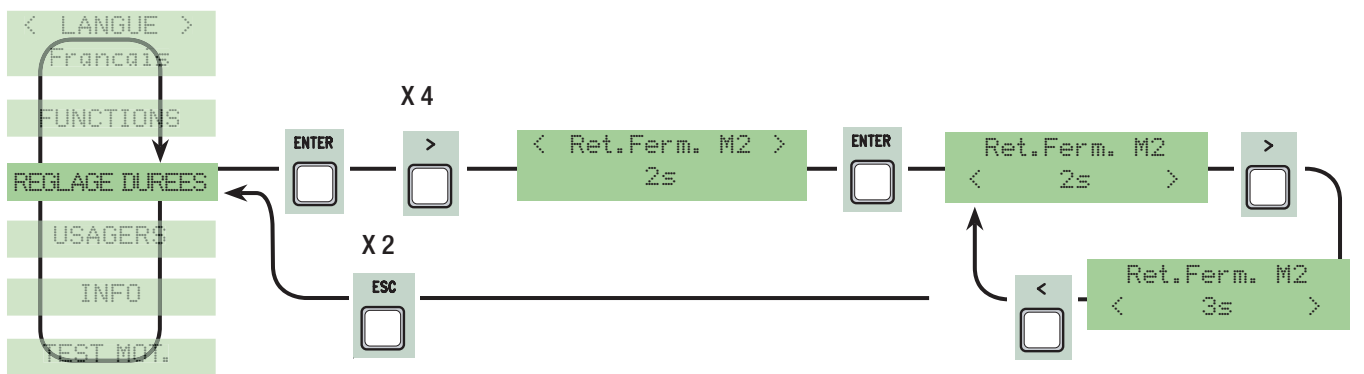 < LANGUE >
Francais
FUNCTIONS
REGLAGE DUREES
USAGERS
INFO
TEST MOT.
ENTER
X 4
>
< Ret.Ferm. M2 >
2s
ENTER
Ret.Ferm. M2
< 2s >
>
Ret.Ferm. M2
< 3s >
<
X 2
ESC